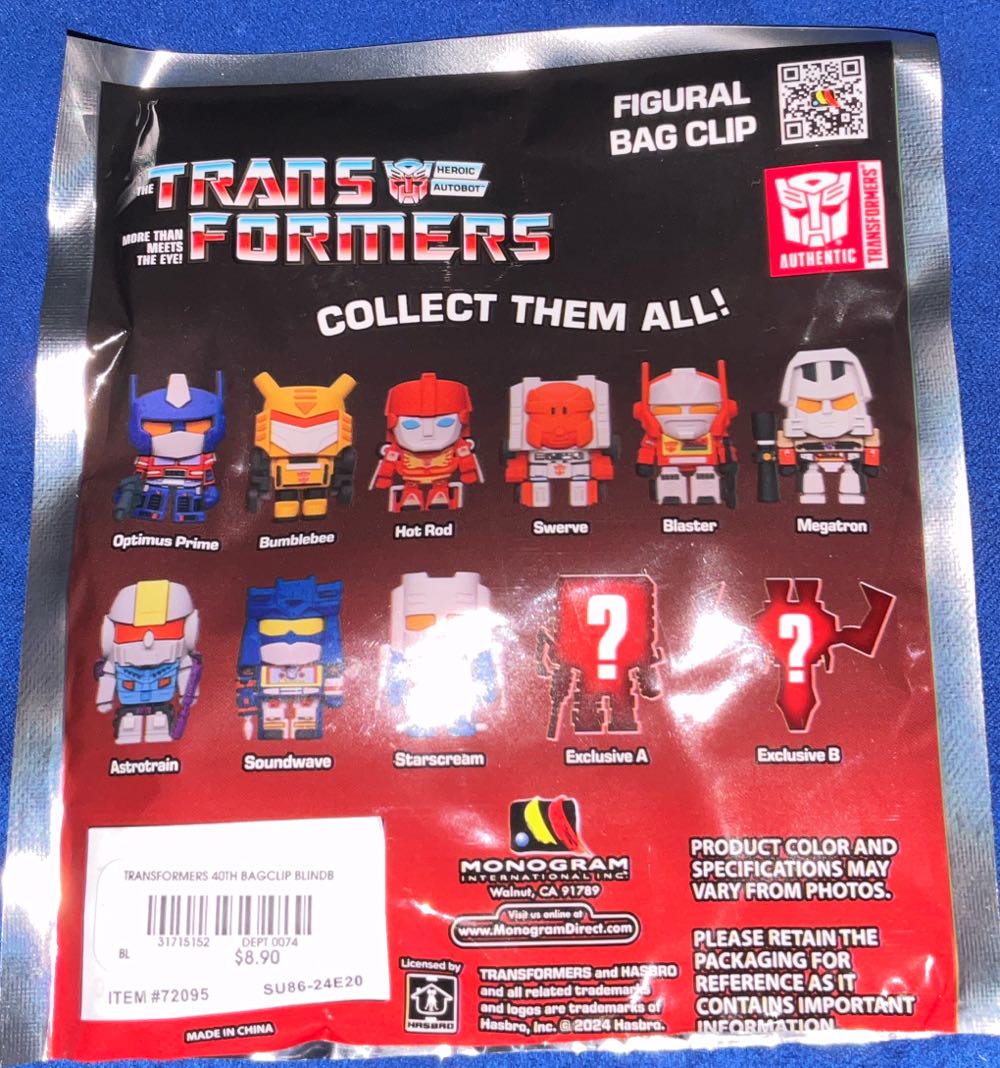 FIGURAL
BAG CLIP
THE TRANS HEROIC AUTOBOT™
MORE THAN MEETS THE EYE! FORMERS
AUTHENTIC TRANSFORMERS
COLLECT THEM ALL!
Optimus Prime Bumblebee Hot Rod Swerve Blaster Megatron
? ?
Astrotrain Soundwave Starscream Exclusive A Exclusive B
TRANSFORMERS 40TH BAGCLIP BLINDB
31715152 DEPT 0074
BL $8.90
ITEM #72095 SU86-24E20
MADE IN CHINA
MONOGRAM
INTERNATIONAL INC.
Walnut, CA 91789
Visit us online at
www.MonogramDirect.com
Licensed by
HASBRO
TRANSFORMERS and HASBRO
and all related trademarks
and logos are trademarks of
Hasbro, Inc. © 2024 Hasbro.
PRODUCT COLOR AND
SPECIFICATIONS MAY
VARY FROM PHOTOS.
PLEASE RETAIN THE
PACKAGING FOR
REFERENCE AS IT
CONTAINS IMPORTANT
INFORMATION.